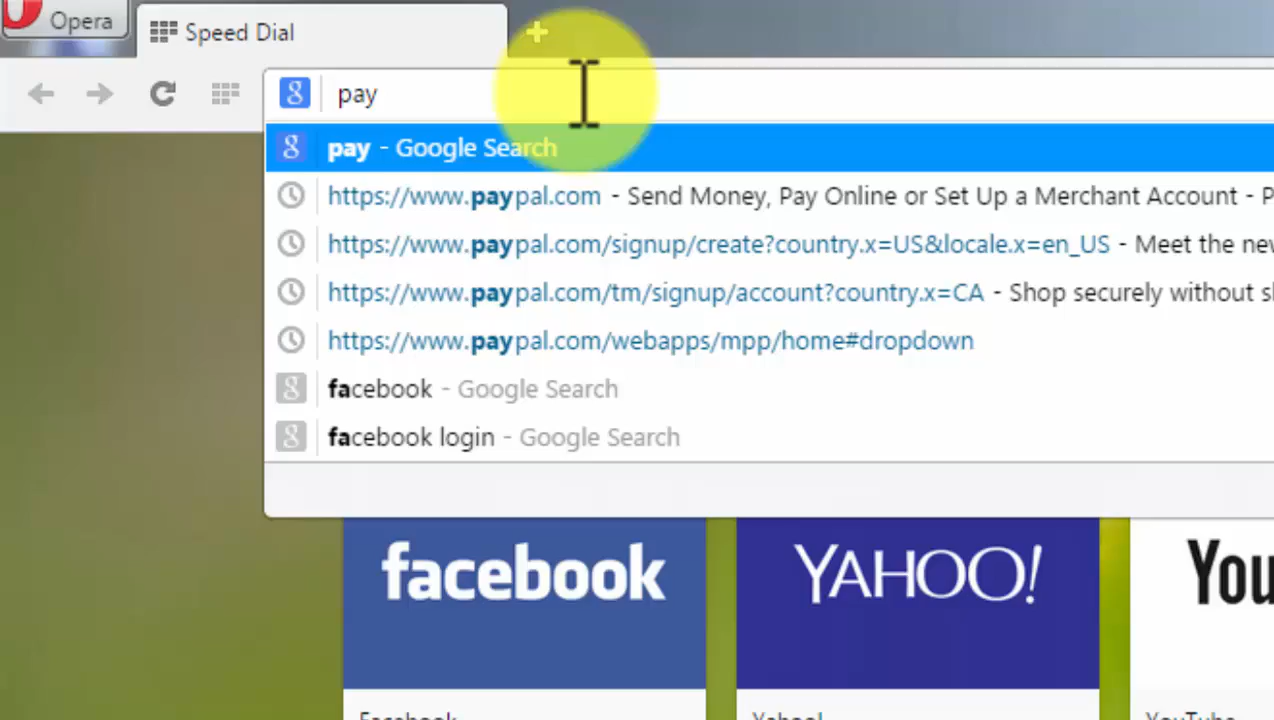 Opera
Speed Dial
pay
pay - Google Search
https://www.paypal.com - Send Money, Pay Online or Set Up a Merchant Account - P
https://www.paypal.com/signup/create?country.x=US&locale.x=en_US - Meet the new
https://www.paypal.com/tm/signup/account?country.x=CA - Shop securely without s
https://www.paypal.com/webapps/mpp/home#dropdown
facebook - Google Search
facebook login - Google Search
facebook YAHOO! You
Facebook Yahoo! YouTube